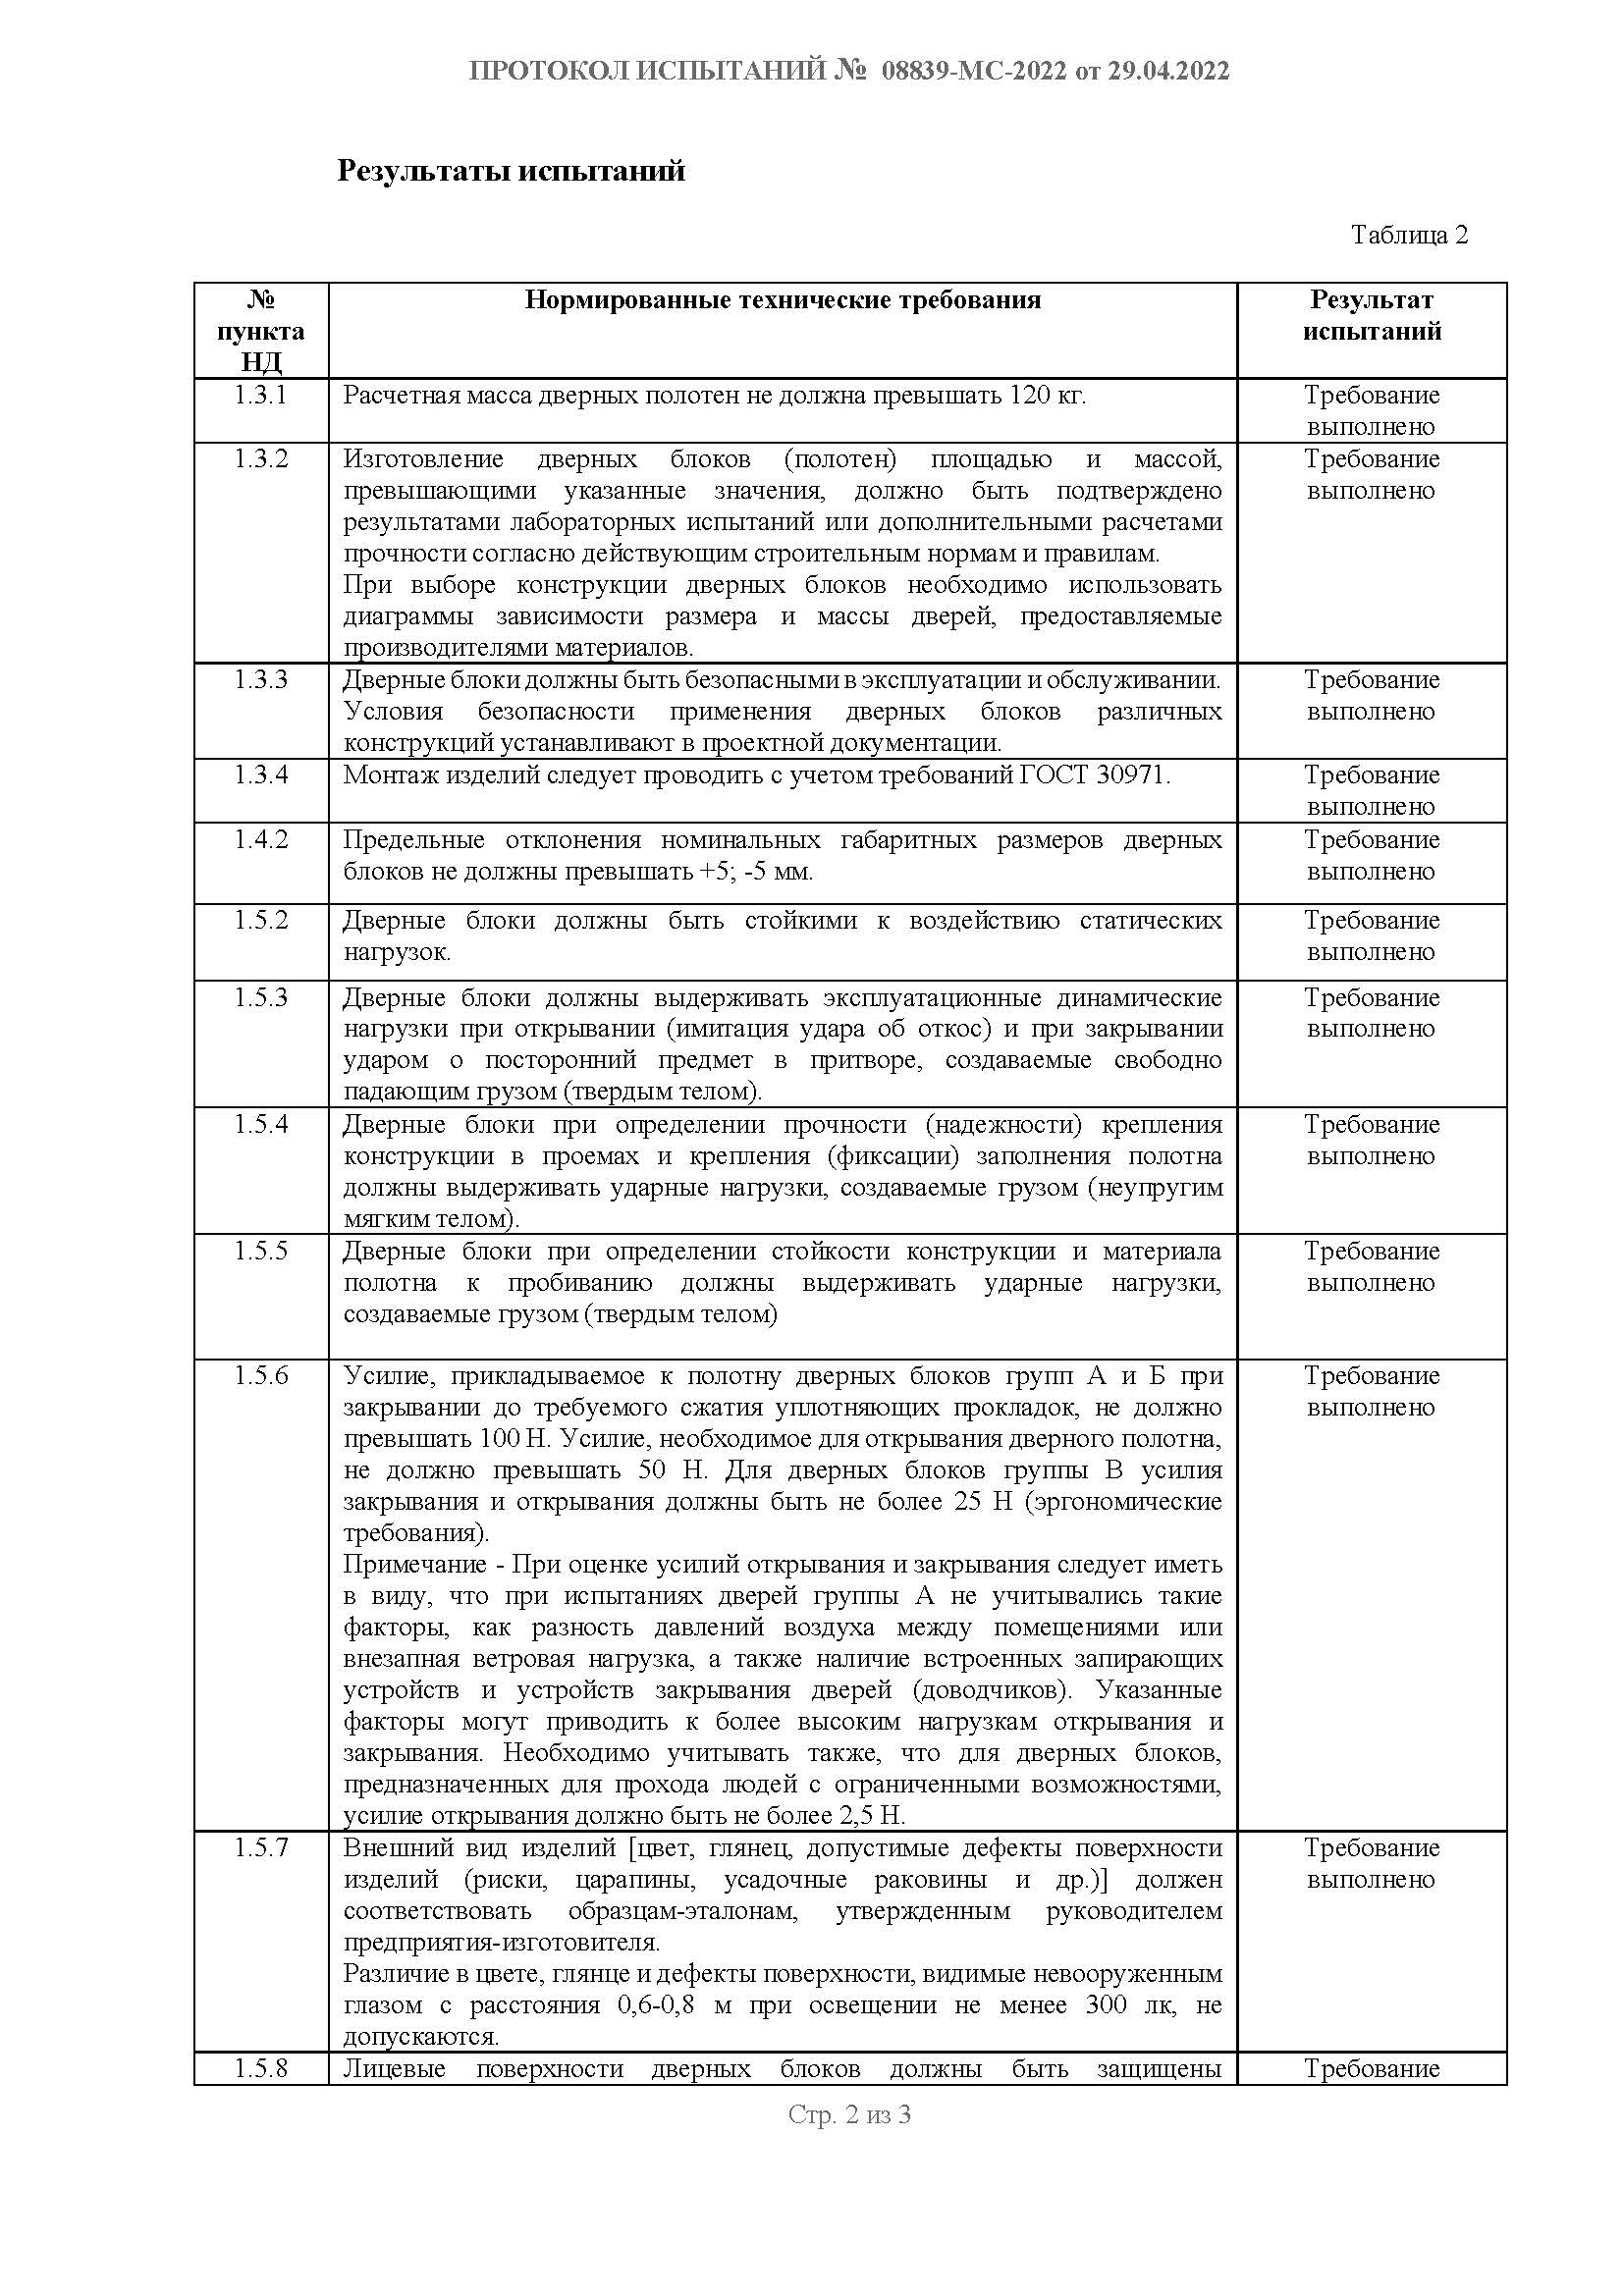 ПРОТОКОЛ ИСПЫТАНИЙ № 08839-МС-2022 от 29.04.2022
Результаты испытаний
Таблица 2
№
пункта
НД
Нормированные технические требования
Результат
испытаний
1.3.1
Расчетная масса дверных полотен не должна превышать 120 кг.
Требование
выполнено
1.3.2
Изготовление дверных блоков (полотен) площадью и массой,
превышающими указанные значения, должно быть подтверждено
результатами лабораторных испытаний или дополнительными расчетами
прочности согласно действующим строительным нормам и правилам.
При выборе конструкции дверных блоков необходимо использовать
диаграммы зависимости размера и массы дверей, предоставляемые
производителями материалов.
Требование
выполнено
1.3.3
Дверные блоки должны быть безопасными в эксплуатации и обслуживании.
Условия безопасности применения дверных блоков различных
конструкций устанавливают в проектной документации.
Требование
выполнено
1.3.4
Монтаж изделий следует проводить с учетом требований ГОСТ 30971.
Требование
выполнено
1.4.2
Предельные отклонения номинальных габаритных размеров дверных
блоков не должны превышать +5; -5 мм.
Требование
выполнено
1.5.2
Дверные блоки должны быть стойкими к воздействию статических
нагрузок.
Требование
выполнено
1.5.3
Дверные блоки должны выдерживать эксплуатационные динамические
нагрузки при открывании (имитация удара об откос) и при закрывании
ударом о посторонний предмет в притворе, создаваемые свободно
падающим грузом (твердым телом).
Требование
выполнено
1.5.4
Дверные блоки при определении прочности (надежности) крепления
конструкции в проемах и крепления (фиксации) заполнения полотна
должны выдерживать ударные нагрузки, создаваемые грузом (неупругим
мягким телом).
Требование
выполнено
1.5.5
Дверные блоки при определении стойкости конструкции и материала
полотна к пробиванию должны выдерживать ударные нагрузки,
создаваемые грузом (твердым телом)
Требование
выполнено
1.5.6
Усилие, прикладываемое к полотну дверных блоков групп А и Б при
закрывании до требуемого сжатия уплотняющих прокладок, не должно
превышать 100 Н. Усилие, необходимое для открывания дверного полотна,
не должно превышать 50 Н. Для дверных блоков группы В усилия
закрывания и открывания должны быть не более 25 Н (эргономические
требования).
Примечание - При оценке усилий открывания и закрывания следует иметь
в виду, что при испытаниях дверей группы А не учитывались такие
факторы, как разность давлений воздуха между помещениями или
внезапная ветровая нагрузка, а также наличие встроенных запирающих
устройств и устройств закрывания дверей (доводчиков). Указанные
факторы могут приводить к более высоким нагрузкам открывания и
закрывания. Необходимо учитывать также, что для дверных блоков,
предназначенных для прохода людей с ограниченными возможностями,
усилие открывания должно быть не более 2,5 Н.
Требование
выполнено
1.5.7
Внешний вид изделий [цвет, глянец, допустимые дефекты поверхности
изделий (риски, царапины, усадочные раковины и др.)] должен
соответствовать образцам-эталонам, утвержденным руководителем
предприятия-изготовителя.
Различие в цвете, глянце и дефекты поверхности, видимые невооруженным
глазом с расстояния 0,6-0,8 м при освещении не менее 300 лк, не
допускаются.
Требование
выполнено
1.5.8
Лицевые поверхности дверных блоков должны быть защищены
Требование
Стр. 2 из 3